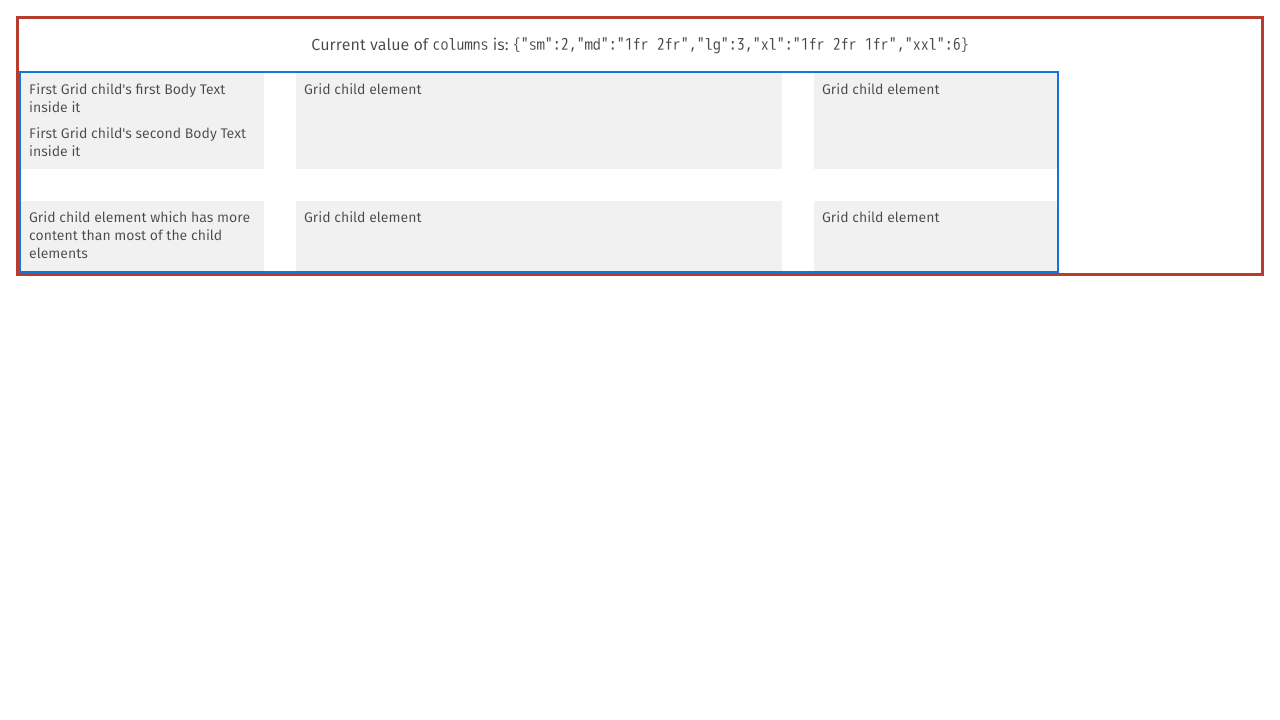 Current value of columns is: {"sm":2,"md":"1fr 2fr","lg":3,"xl":"1fr 2fr 1fr","xxl":6}
First Grid child's first Body Text
inside it
First Grid child's second Body Text
inside it
Grid child element
Grid child element
Grid child element which has more
content than most of the child
elements
Grid child element
Grid child element